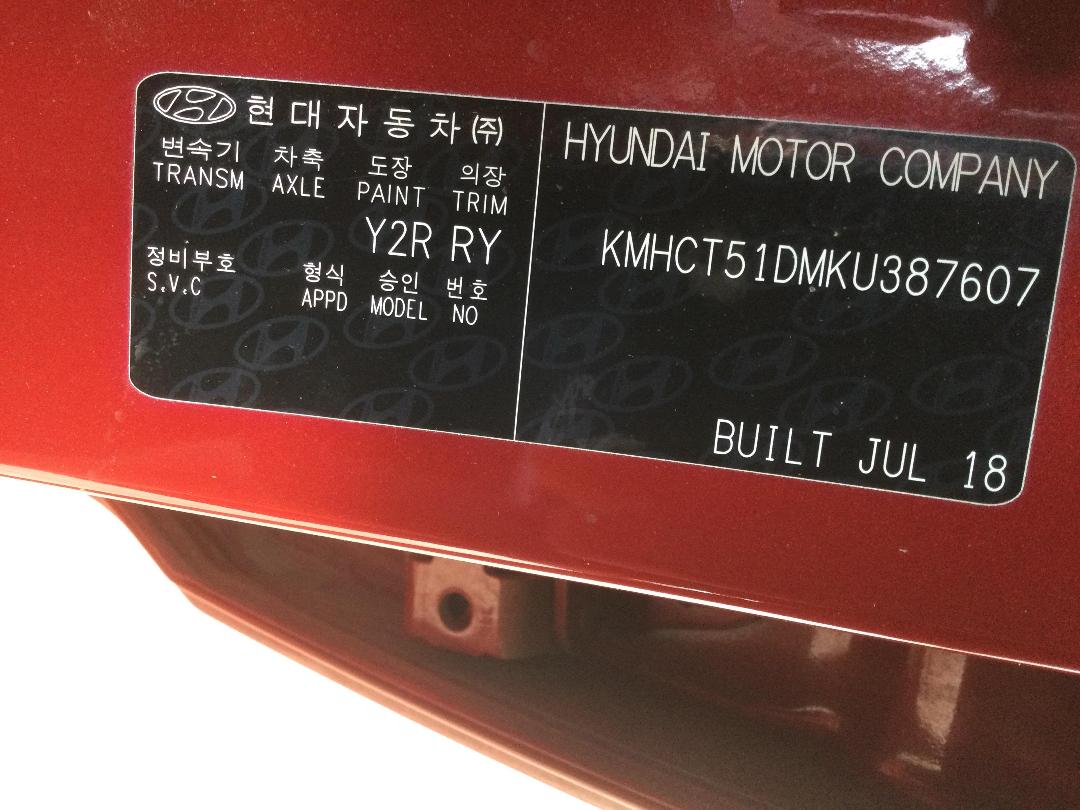 현대자동차㈜
변속기 차축 도장 의장
TRANSM AXLE PAINT TRIM
Y2R RY
정비부호 형식 승인 번호
S.V.C APPD MODEL NO
HYUNDAI MOTOR COMPANY
KMHCT51DMKU387607
BUILT JUL 18